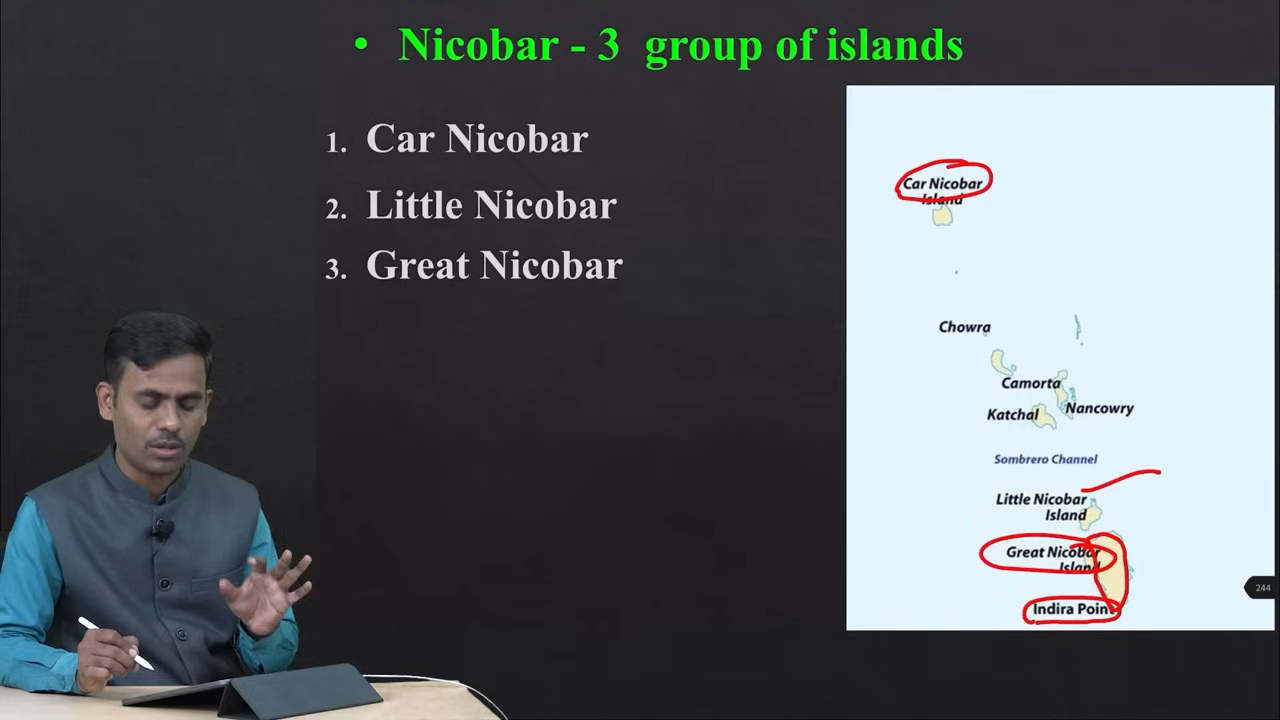 • Nicobar - 3 group of islands
1. Car Nicobar
2. Little Nicobar
3. Great Nicobar
Car Nicobar
Island
Chowra
Camorta
Katchal
Nancowry
Sombrero Channel
Little Nicobar
Island
Great Nicobar
Island
Indira Point
244